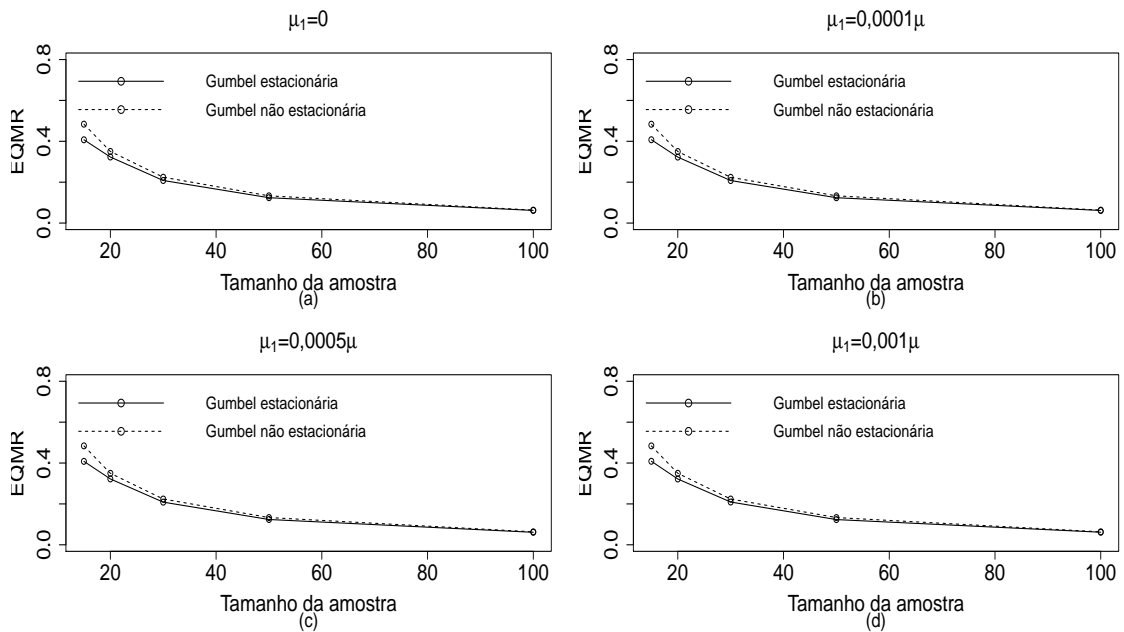 μ₁=0
0.8
Gumbel estacionária
Gumbel não estacionária
0.4
EQMR
0.0
20 40 60 80 100
Tamanho da amostra
(a)
μ₁=0,0001μ
0.8
Gumbel estacionária
Gumbel não estacionária
0.4
EQMR
0.0
20 40 60 80 100
Tamanho da amostra
(b)
μ₁=0,0005μ
0.8
Gumbel estacionária
Gumbel não estacionária
0.4
EQMR
0.0
20 40 60 80 100
Tamanho da amostra
(c)
μ₁=0,001μ
0.8
Gumbel estacionária
Gumbel não estacionária
0.4
EQMR
0.0
20 40 60 80 100
Tamanho da amostra
(d)